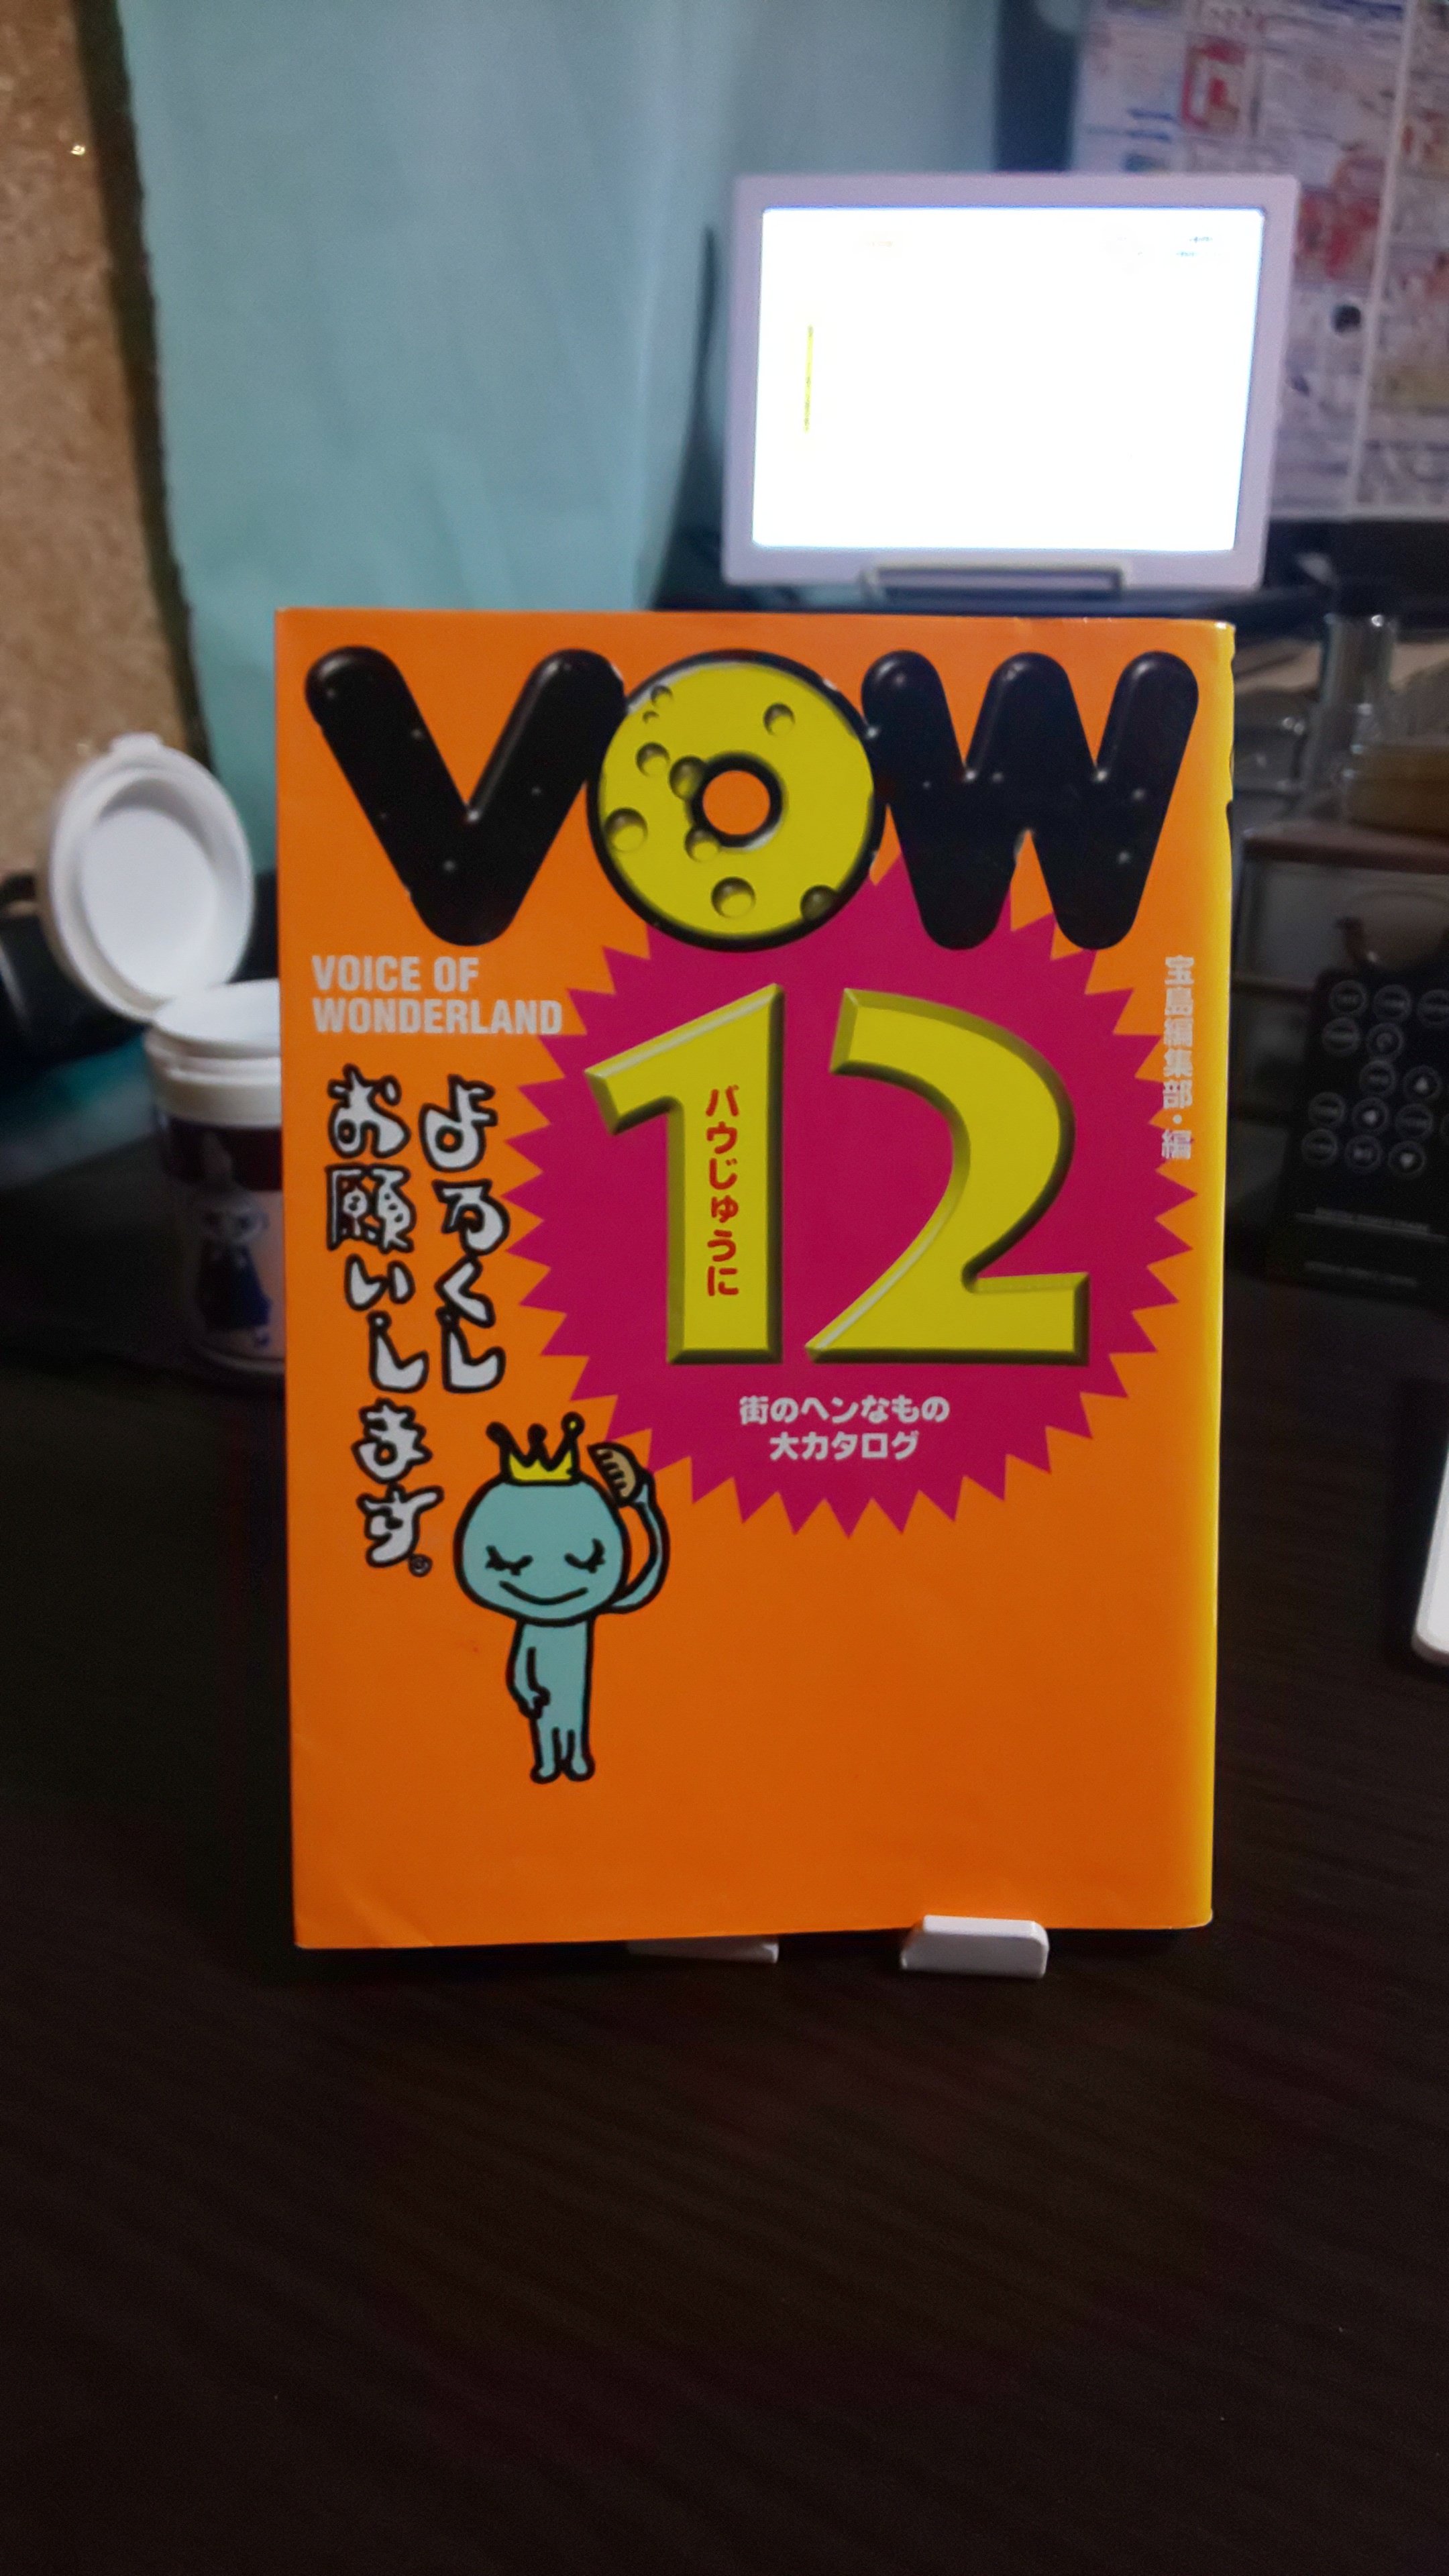 VOW
VOICE OF
WONDERLAND
12
バウじゅうに
宝島編集部・編
よろくし
お願いします。
街のヘンなもの
大カタログ